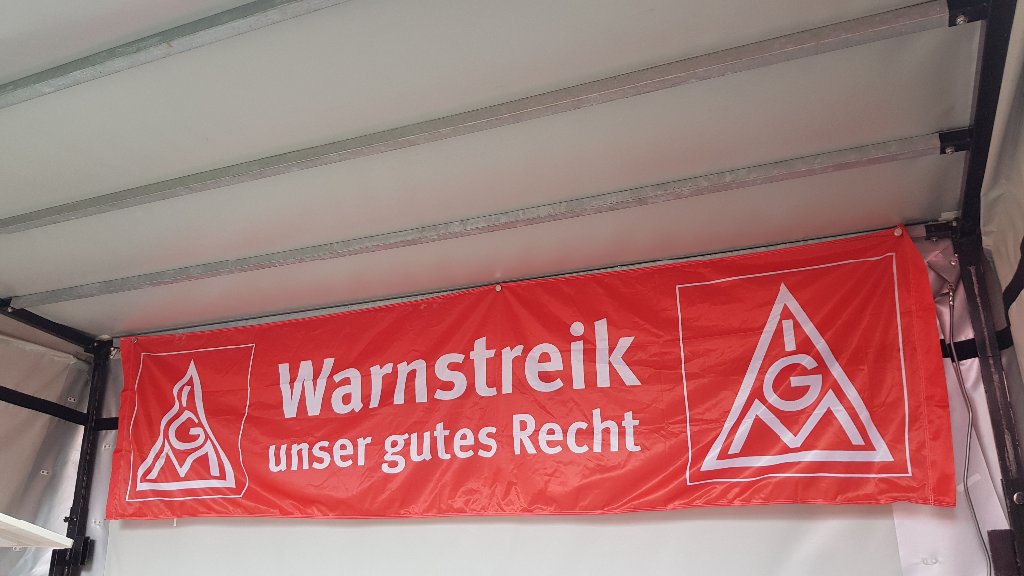 Warnstreik
unser gutes Recht
IGM
IGM